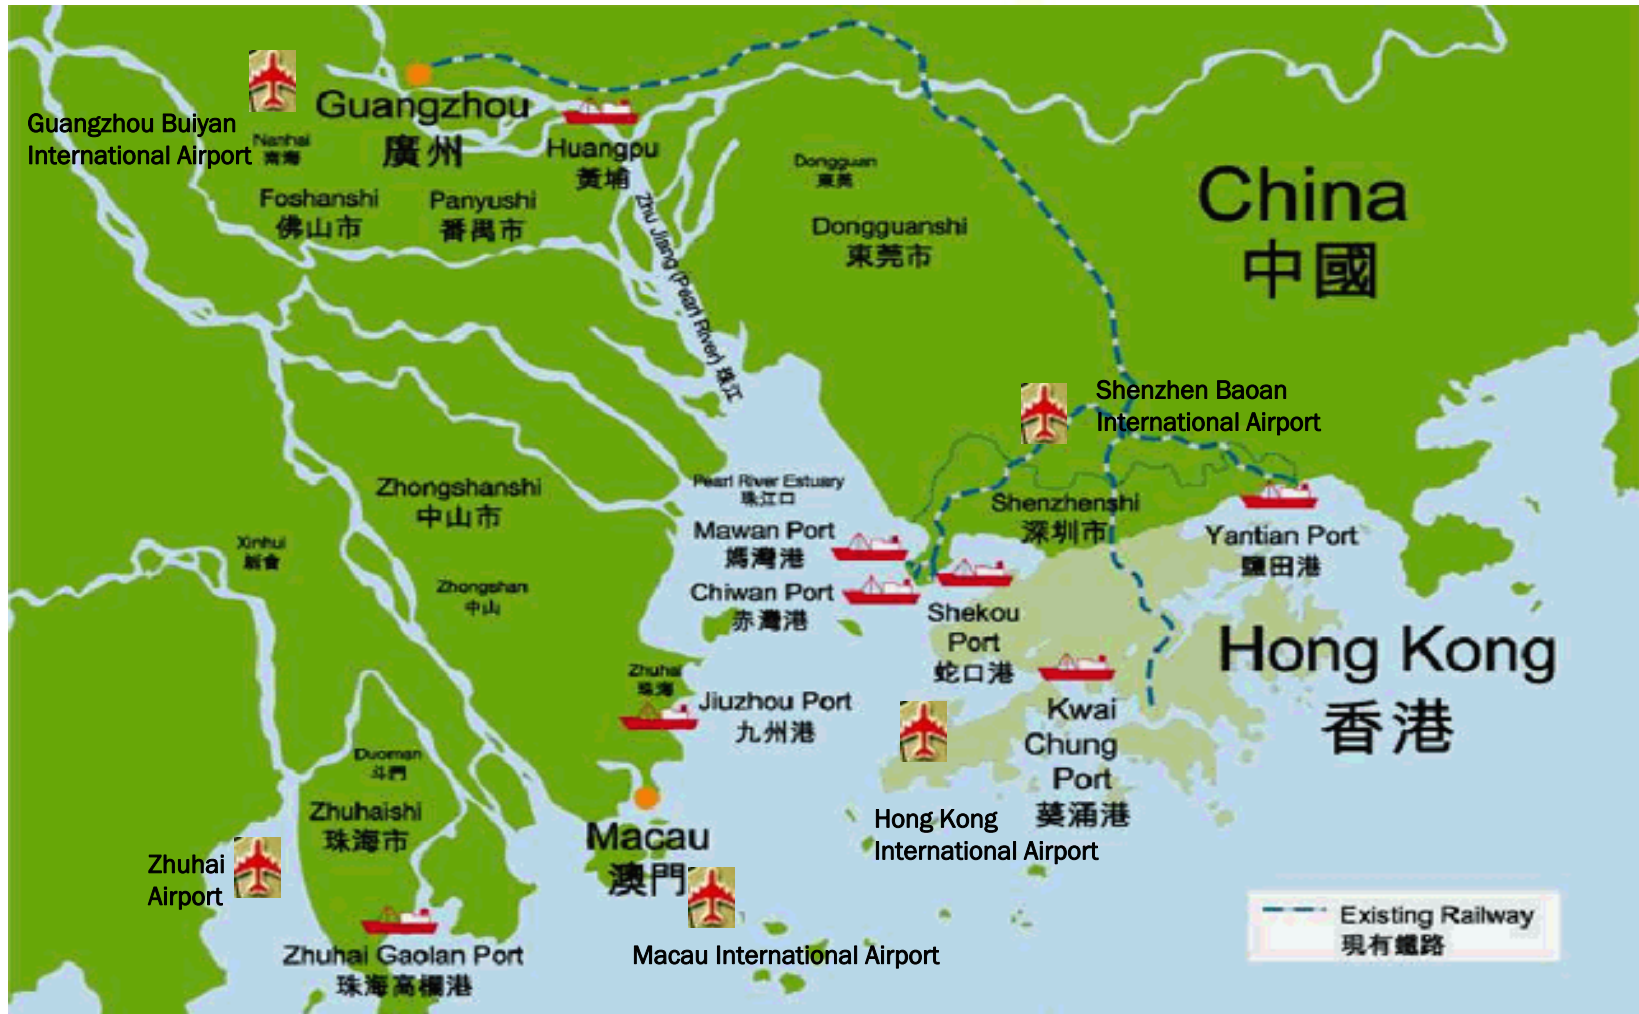 Guangzhou Buiyan
International Airport
Guangzhou
廣州
Nanhai
南海
Huangpu
黃埔
Foshanshi
佛山市
Panyushi
番禺市
Zhu Jiang (Pearl River) 珠江
Dongguan
東莞
Dongguanshi
東莞市
China
中國
Shenzhen Baoan
International Airport
Zhongshanshi
中山市
Pearl River Estuary
珠江口
Mawan Port
媽灣港
Chiwan Port
赤灣港
Shenzhenshi
深圳市
Yantian Port
鹽田港
Xinhui
新會
Zhongshan
中山
Shekou
Port
蛇口港
Hong Kong
香港
Zhuhai
珠海
Jiuzhou Port
九州港
Kwai
Chung
Port
葵涌港
Duoman
斗門
Zhuhaishi
珠海市
Macau
澳門
Hong Kong
International Airport
Zhuhai
Airport
Zhuhai Gaolan Port
珠海高欄港
Macau International Airport
Existing Railway
現有鐵路